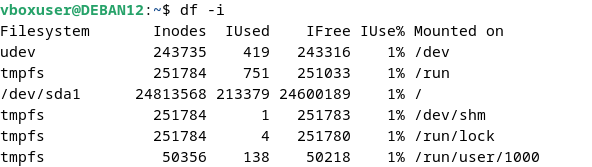 vboxuser@DEBAN12:~$ df -i
Filesystem       Inodes  IUsed    IFree IUse% Mounted on
udev             243735    419   243316    1% /dev
tmpfs            251784    751   251033    1% /run
/dev/sda1      24813568 213379 24600189    1% /
tmpfs            251784      1   251783    1% /dev/shm
tmpfs            251784      4   251780    1% /run/lock
tmpfs             50356    138    50218    1% /run/user/1000